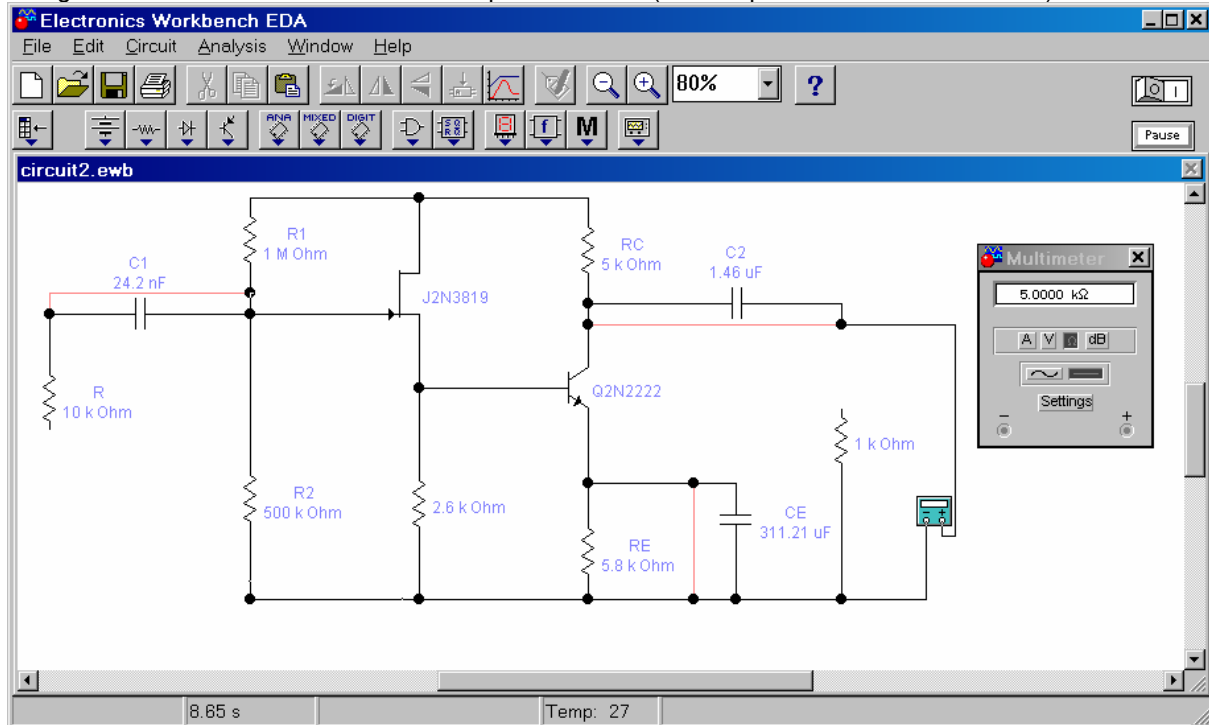 Electronics Workbench EDA
File Edit Circuit Analysis Window Help
80%
?
ANA MIXED DIGIT
M
Pause
circuit2.ewb
R1
1 M Ohm
C1
24.2 nF
J2N3819
RC
5 k Ohm
C2
1.46 uF
Multimeter
5.0000 kΩ
A V Ω dB
Settings
− +
R
10 k Ohm
Q2N2222
1 k Ohm
R2
500 k Ohm
2.6 k Ohm
CE
311.21 uF
RE
5.8 k Ohm
8.65 s Temp: 27